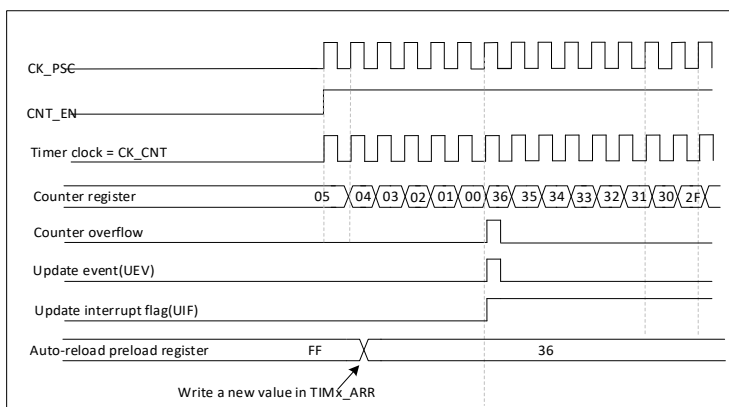 CK_PSC
CNT_EN
Timer clock = CK_CNT
Counter register 05 04 03 02 01 00 36 35 34 33 32 31 30 2F
Counter overflow
Update event(UEV)
Update interrupt flag(UIF)
Auto-reload preload register FF 36
Write a new value in TIMx_ARR